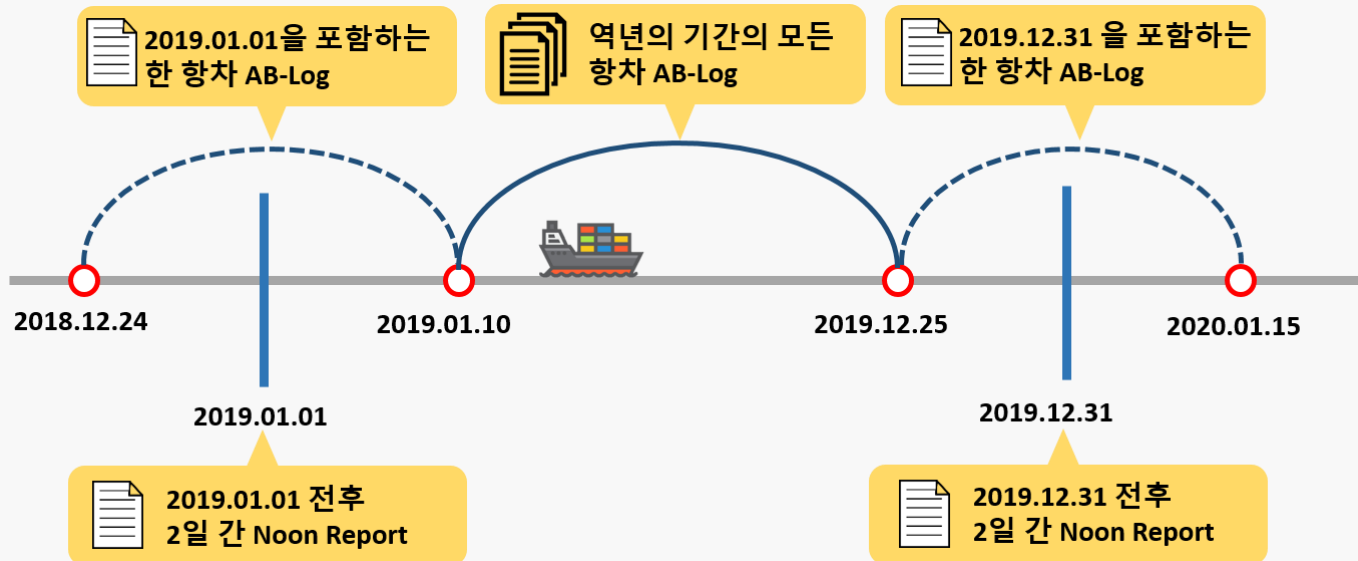 2019.01.01을 포함하는
한 항차 AB-Log
역년의 기간의 모든
항차 AB-Log
2019.12.31 을 포함하는
한 항차 AB-Log
2018.12.24
2019.01.10
2019.12.25
2020.01.15
2019.01.01
2019.12.31
2019.01.01 전후
2일 간 Noon Report
2019.12.31 전후
2일 간 Noon Report